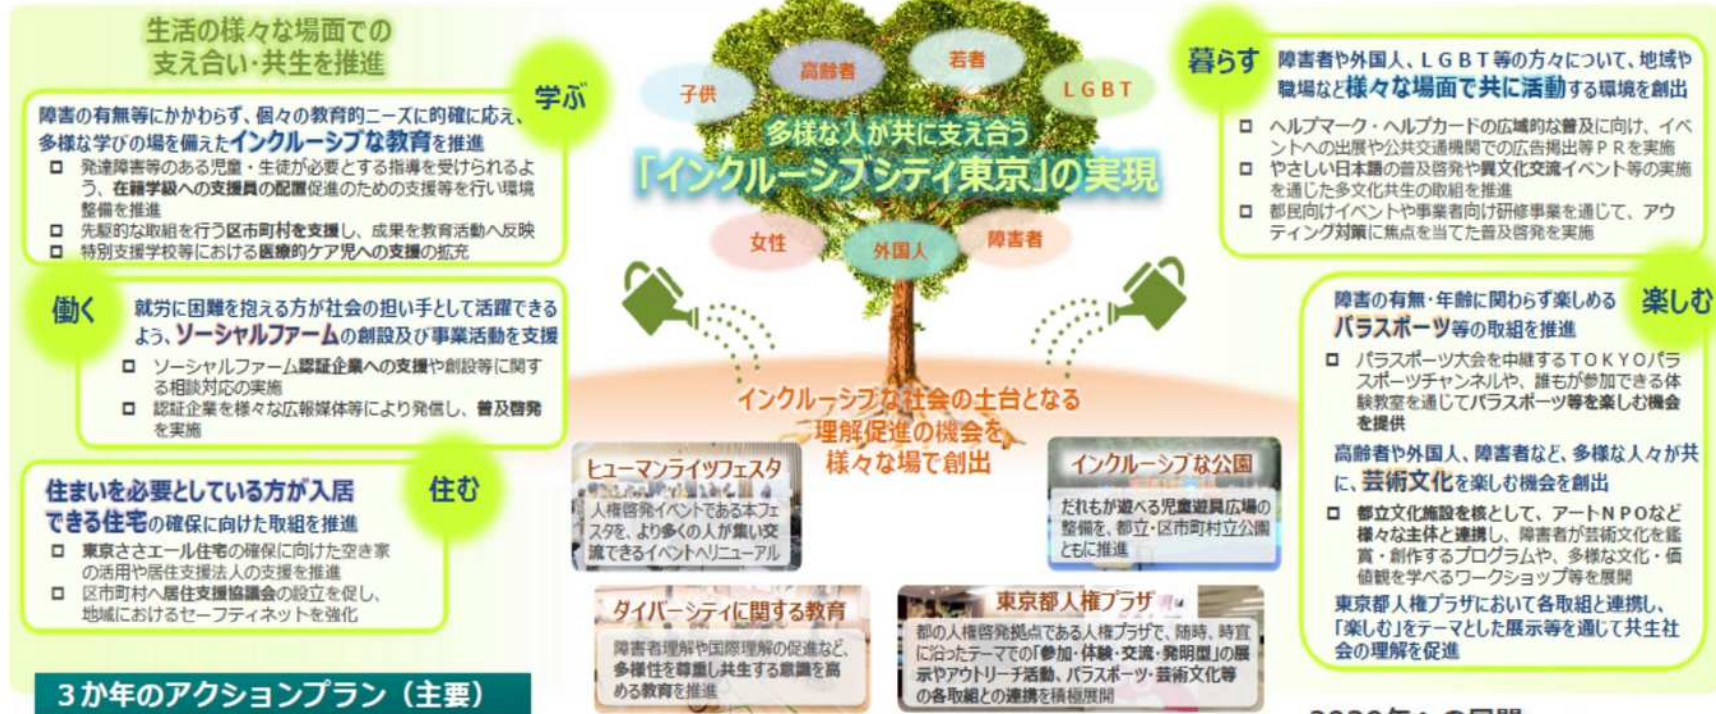 生活の様々な場面での
支え合い・共生を推進
学ぶ
障害の有無等にかかわらず、個々の教育的ニーズに的確に応え、
多様な学びの場を備えたインクルーシブな教育を推進
□ 発達障害等のある児童・生徒が必要とする指導を受けられるよ
う、在籍学級への支援員の配置促進のための支援等を行い環境
整備を推進
□ 先駆的な取組を行う区市町村を支援し、成果を教育活動へ反映
□ 特別支援学校等における医療的ケア児への支援の拡充
働く
就労に困難を抱える方が社会の担い手として活躍できる
よう、ソーシャルファームの創設及び事業活動を支援
□ ソーシャルファーム認証企業への支援や創設等に関す
る相談対応の実施
□ 認証企業を様々な広報媒体等により発信し、普及啓発
を実施
住む
住まいを必要としている方が入居
できる住宅の確保に向けた取組を推進
□ 東京ささエール住宅の確保に向けた空き家
の活用や居住支援法人の支援を推進
□ 区市町村へ居住支援協議会の設立を促し、
地域におけるセーフティネットを強化
3か年のアクションプラン（主要）
子供
高齢者
若者
LGBT
多様な人が共に支え合う
「インクルーシブシティ東京」の実現
女性
外国人
障害者
インクルーシブな社会の土台となる
理解促進の機会を
様々な場で創出
ヒューマンライツフェスタ
人権啓発イベントである本フェ
スタを、より多くの人が集い交
流できるイベントへリニューアル
インクルーシブな公園
だれもが遊べる児童遊具広場の
整備を、都立・区市町村立公園
ともに推進
ダイバーシティに関する教育
障害者理解や国際理解の促進など、
多様性を尊重し共生する意識を高
める教育を推進
東京都人権プラザ
都の人権啓発拠点である人権プラザで、随時、時宜
に沿ったテーマでの「参加・体験・交流・発明型」の展
示やアウトリーチ活動、パラスポーツ・芸術文化等
の各取組との連携を積極展開
暮らす
障害者や外国人、LGBT等の方々について、地域や
職場など様々な場面で共に活動する環境を創出
□ ヘルプマーク・ヘルプカードの広域的な普及に向け、イベ
ントへの出展や公共交通機関での広告掲出等PRを実施
□ やさしい日本語の普及啓発や異文化交流イベント等の実施
を通じた多文化共生の取組を推進
□ 都民向けイベントや事業者向け研修事業を通じて、アウ
ティング対策に焦点を当てた普及啓発を実施
楽しむ
障害の有無・年齢に関わらず楽しめる
パラスポーツ等の取組を推進
□ パラスポーツ大会を中継するTOKYOパラ
スポーツチャンネルや、誰もが参加できる体
験教室を通じてパラスポーツ等を楽しむ機会
を提供
高齢者や外国人、障害者など、多様な人々が共
に、芸術文化を楽しむ機会を創出
□ 都立文化施設を核として、アートNPOなど
様々な主体と連携し、障害者が芸術文化を鑑
賞・創作するプログラムや、多様な文化・価
値観を学べるワークショップ等を展開
東京都人権プラザにおいて各取組と連携し、
「楽しむ」をテーマとした展示等を通じて共生社
会の理解を促進